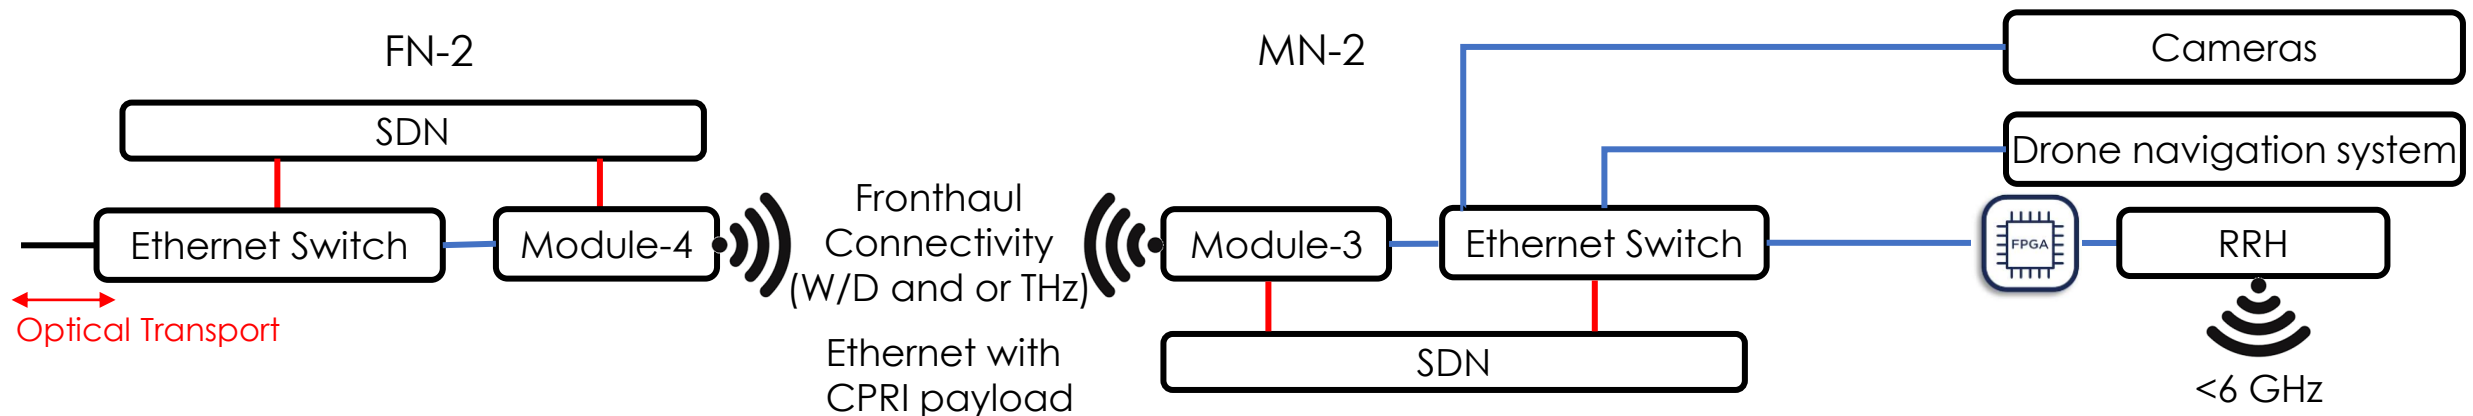 FN-2
MN-2
Cameras
SDN
Drone navigation system
Ethernet Switch
Module-4
Fronthaul
Connectivity
(W/D and or THz)
Module-3
Ethernet Switch
FPGA
RRH
Optical Transport
Ethernet with
CPRI payload
SDN
<6 GHz